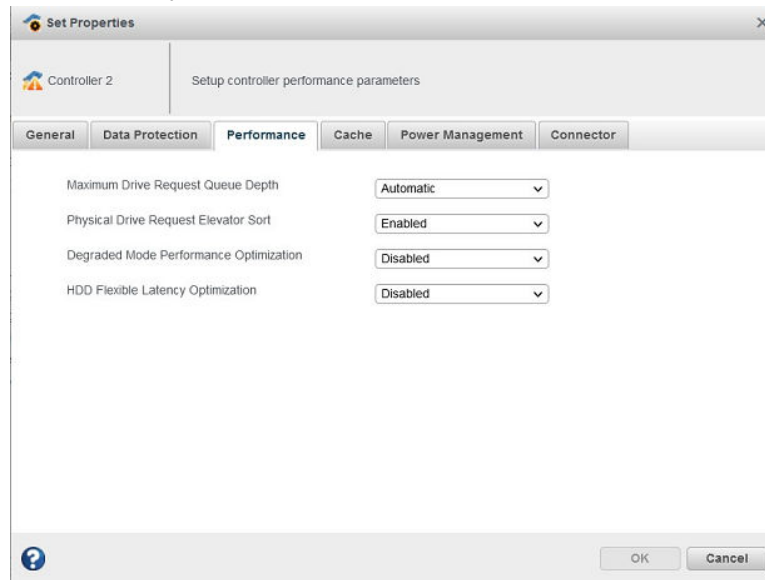 Set Properties
Controller 2
Setup controller performance parameters
General Data Protection Performance Cache Power Management Connector
Maximum Drive Request Queue Depth Automatic
Physical Drive Request Elevator Sort Enabled
Degraded Mode Performance Optimization Disabled
HDD Flexible Latency Optimization Disabled
OK Cancel